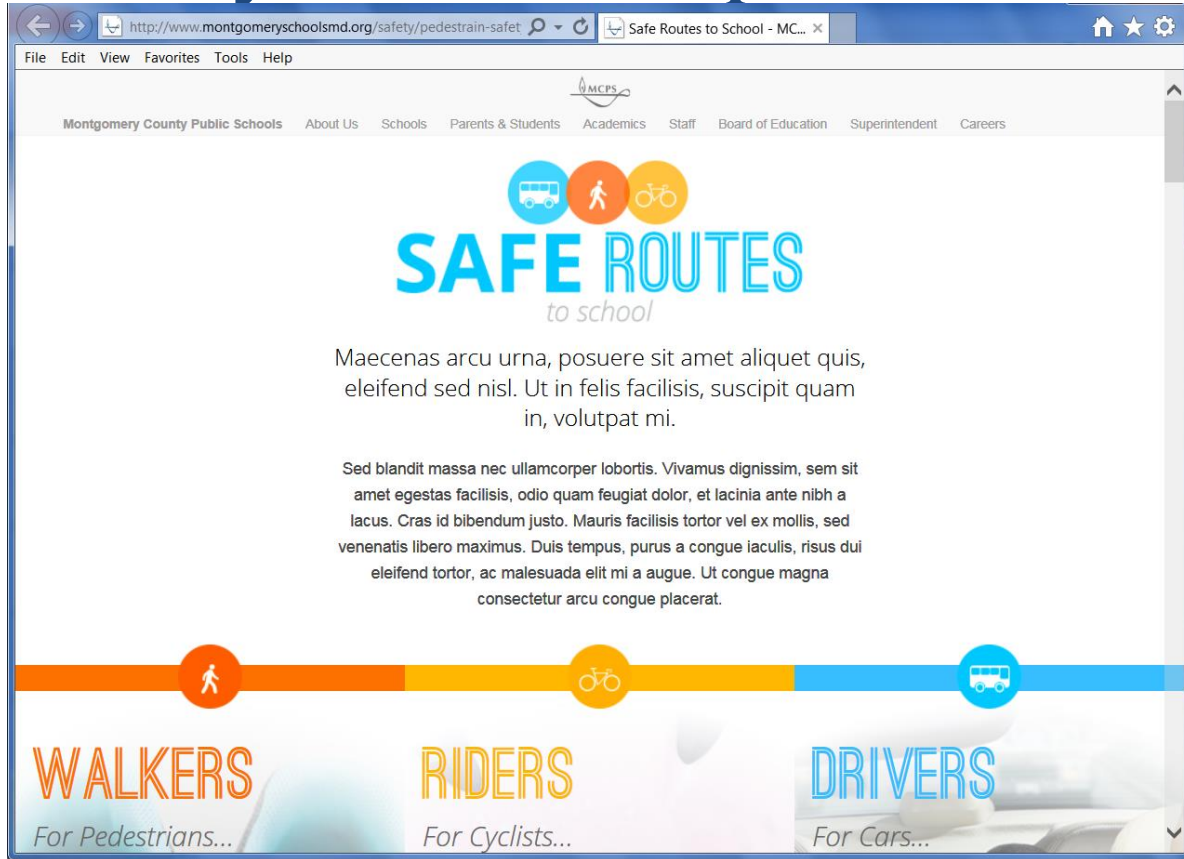 http://www.montgomeryschoolsmd.org/safety/pedestrain-safet
Safe Routes to School - MC...
File Edit View Favorites Tools Help
MCPS
Montgomery County Public Schools About Us Schools Parents & Students Academics Staff Board of Education Superintendent Careers
SAFE ROUTES
to school
Maecenas arcu urna, posuere sit amet aliquet quis,
eleifend sed nisl. Ut in felis facilisis, suscipit quam
in, volutpat mi.
Sed blandit massa nec ullamcorper lobortis. Vivamus dignissim, sem sit
amet egestas facilisis, odio quam feugiat dolor, et lacinia ante nibh a
lacus. Cras id bibendum justo. Mauris facilisis tortor vel ex mollis, sed
venenatis libero maximus. Duis tempus, purus a congue iaculis, risus dui
eleifend tortor, ac malesuada elit mi a augue. Ut congue magna
consectetur arcu congue placerat.
WALKERS
For Pedestrians...
RIDERS
For Cyclists...
DRIVERS
For Cars...